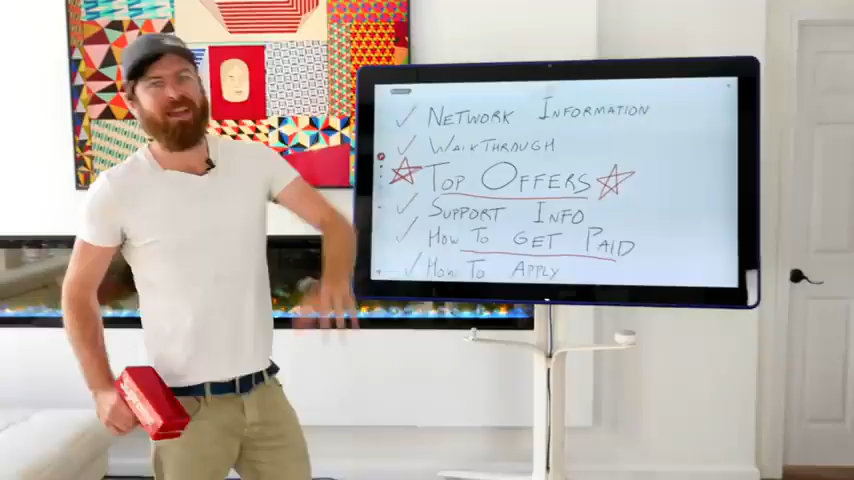 NETWORK INFORMATION
WALKTHROUGH
TOP OFFERS
SUPPORT INFO
HOW TO GET PAID
HOW TO APPLY